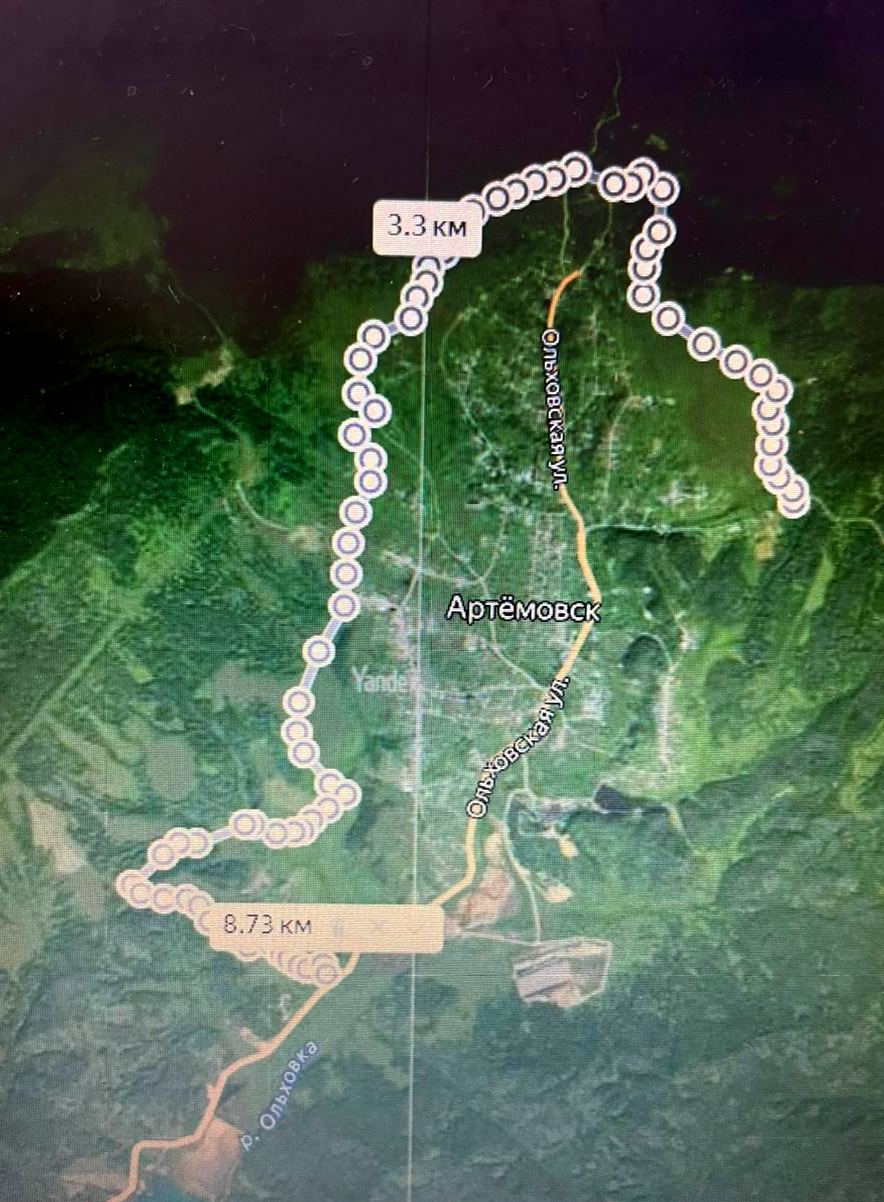 3.3 км
Ольховская ул.
Артёмовск
Yandex
Ольховская ул.
8.73 км
р. Ольховка